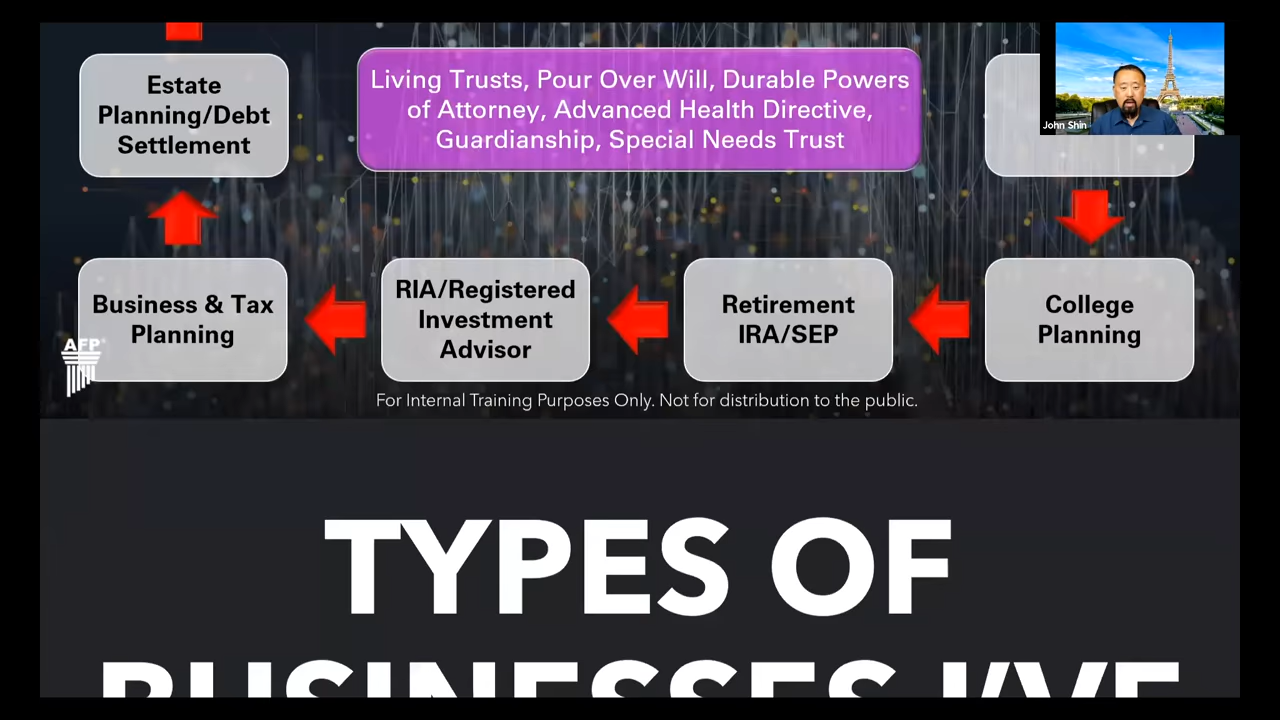 Estate
Planning/Debt
Settlement
Living Trusts, Pour Over Will, Durable Powers
of Attorney, Advanced Health Directive,
Guardianship, Special Needs Trust
John Shin
Business & Tax
Planning
RIA/Registered
Investment
Advisor
Retirement
IRA/SEP
College
Planning
AFP
For Internal Training Purposes Only. Not for distribution to the public.
TYPES OF
BUSINESSES I'VE